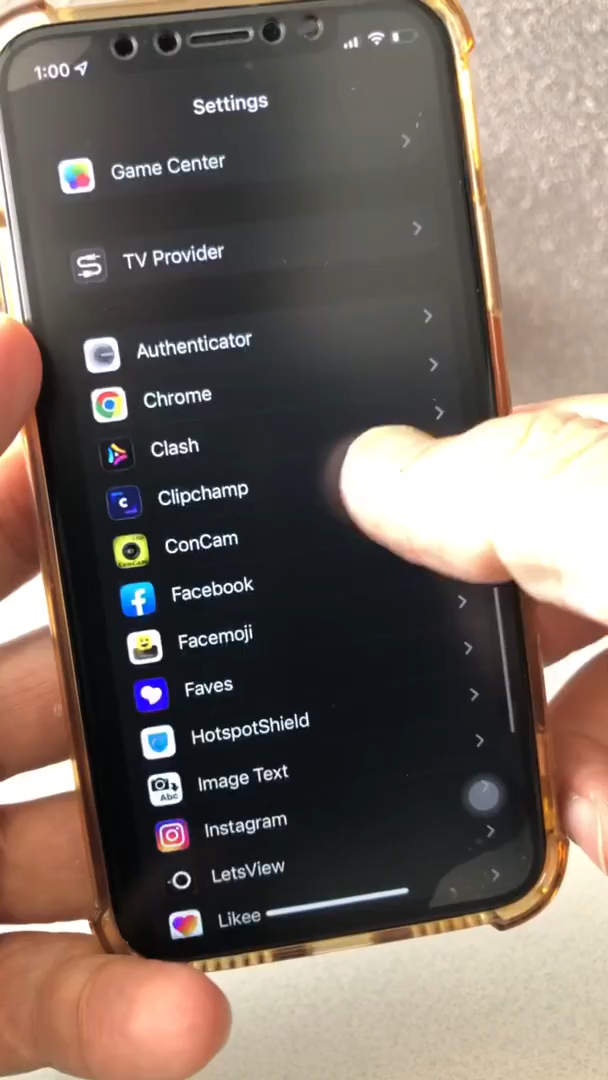 1:00
Settings
Game Center
TV Provider
Authenticator
Chrome
Clash
Clipchamp
ConCam
Facebook
Facemoji
Faves
HotspotShield
Image Text
Abc
Instagram
LetsView
Likee